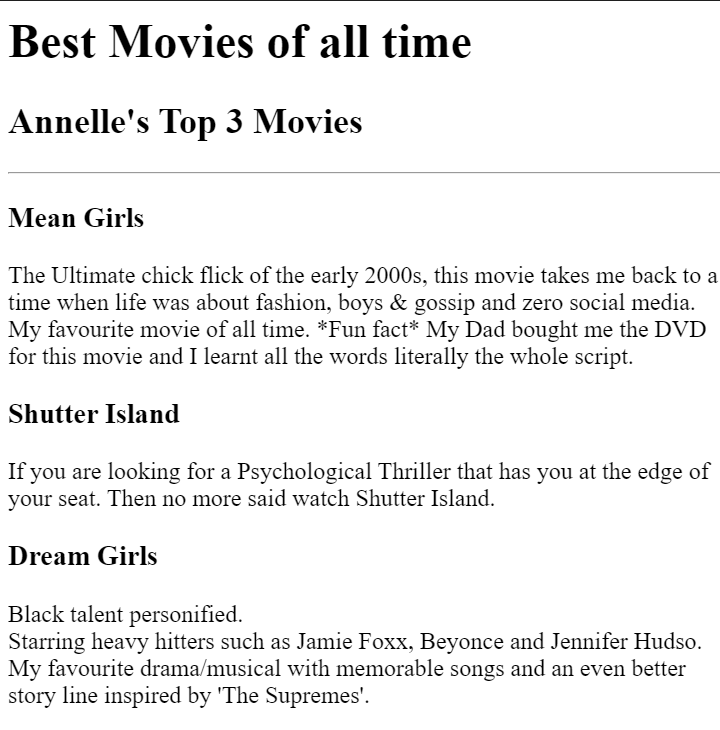 Best Movies of all time
Annelle's Top 3 Movies
Mean Girls
The Ultimate chick flick of the early 2000s, this movie takes me back to a
time when life was about fashion, boys & gossip and zero social media.
My favourite movie of all time. *Fun fact* My Dad bought me the DVD
for this movie and I learnt all the words literally the whole script.
Shutter Island
If you are looking for a Psychological Thriller that has you at the edge of
your seat. Then no more said watch Shutter Island.
Dream Girls
Black talent personified.
Starring heavy hitters such as Jamie Foxx, Beyonce and Jennifer Hudso.
My favourite drama/musical with memorable songs and an even better
story line inspired by 'The Supremes'.